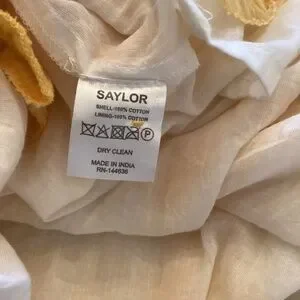 SAYLOR
SHELL-100% COTTON
LINING-100% COTTON
P
DRY CLEAN
MADE IN INDIA
RN-144636